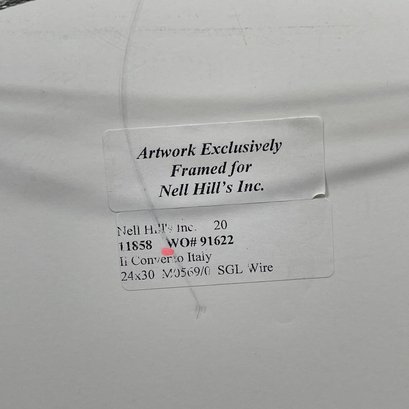 Artwork Exclusively
Framed for
Nell Hill's Inc.
Nell Hill's Inc. 20
11858 WO# 91622
Il Converto Italy
24x30 M0569/0 SGL Wire